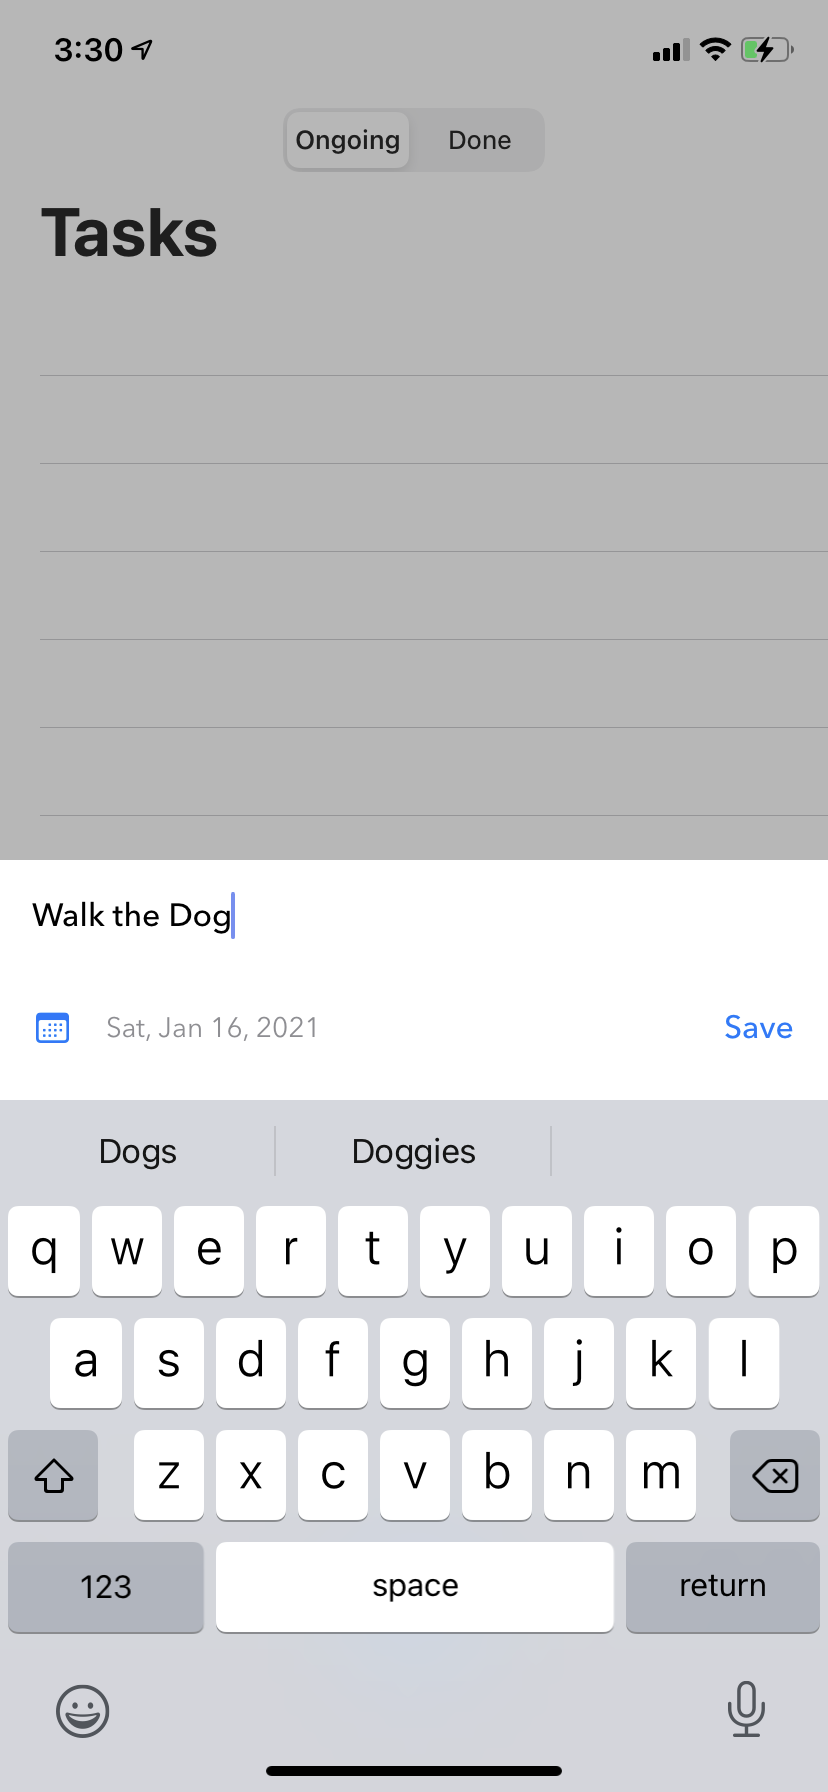 3:30
Ongoing Done
Tasks
Walk the Dog
Sat, Jan 16, 2021 Save
Dogs Doggies
q w e r t y u i o p
a s d f g h j k l
z x c v b n m
123 space return